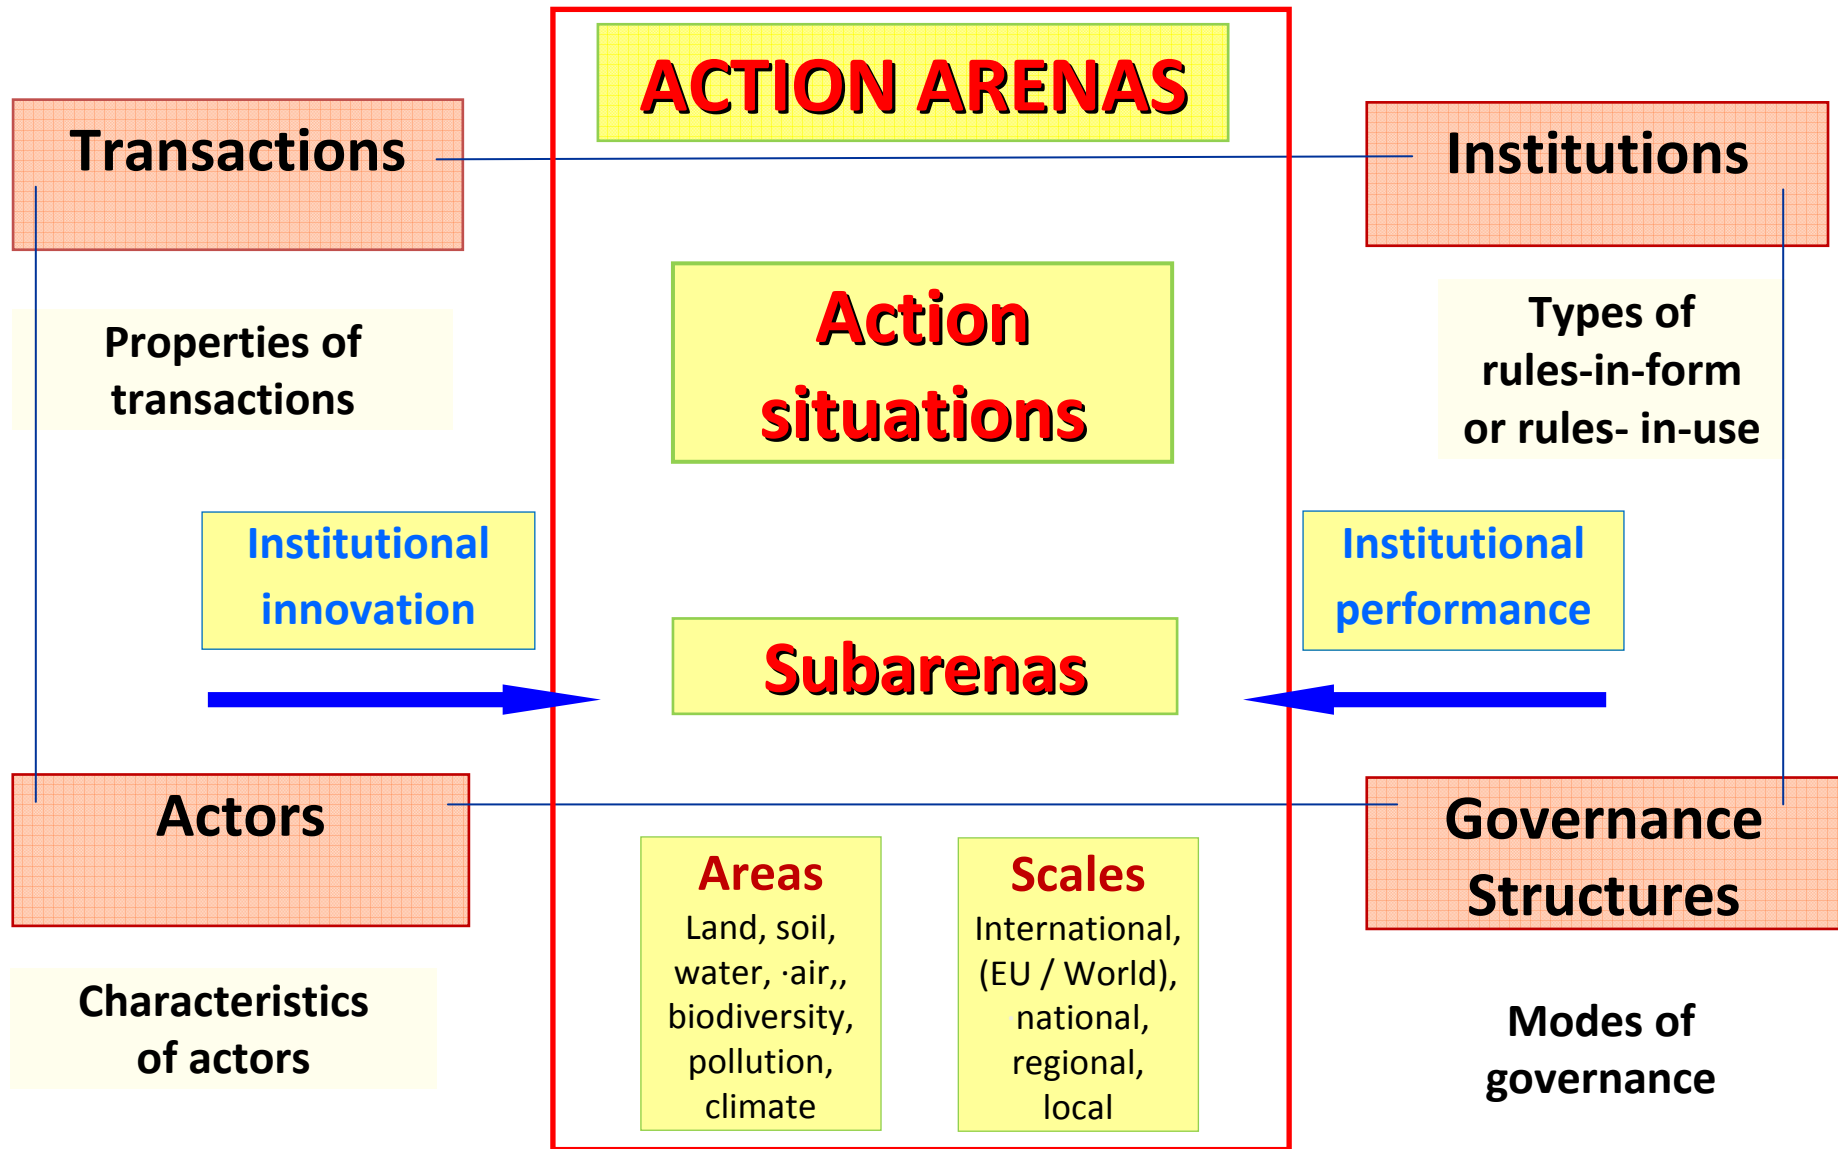 ACTION ARENAS
Transactions
Institutions
Action
situations
Properties of
transactions
Types of
rules-in-form
or rules- in-use
Institutional
innovation
Institutional
performance
Subarenas
Actors
Governance
Structures
Areas
Land, soil,
water, ·air,,
biodiversity,
pollution,
climate
Scales
International,
(EU / World),
national,
regional,
local
Characteristics
of actors
Modes of
governance